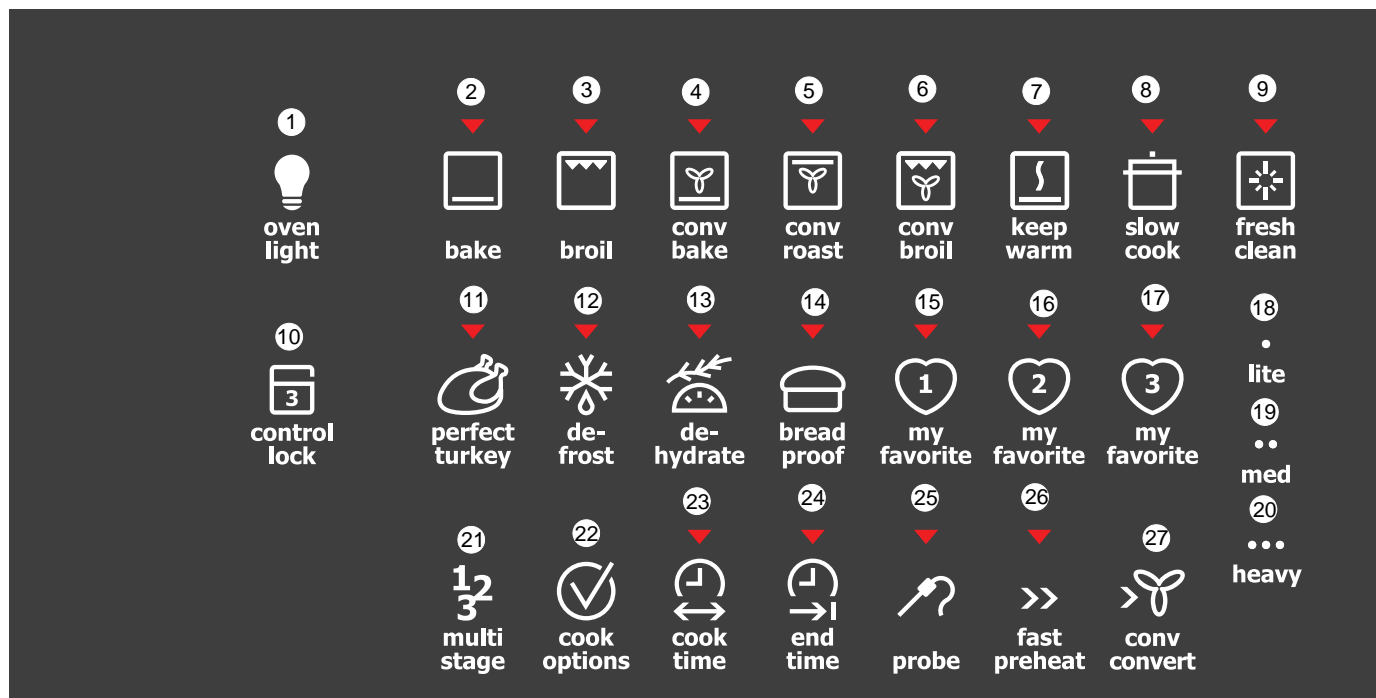 2 3 4 5 6 7 8 9
1
oven light
bake
broil
conv bake
conv roast
conv broil
keep warm
slow cook
fresh clean
11 12 13 14 15 16 17 18
10
3
control lock
perfect turkey
de-frost
de-hydrate
bread proof
1
my favorite
2
my favorite
3
my favorite
lite
19
med
20
heavy
23 24 25 26
21 22 27
1 2 3
multi stage
cook options
cook time
end time
probe
fast preheat
conv convert